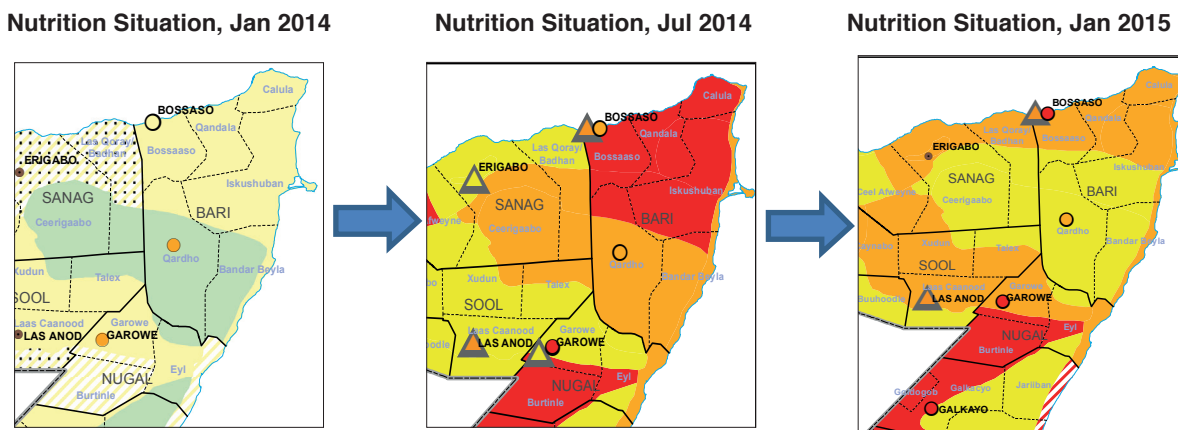 Nutrition Situation, Jan 2014
Nutrition Situation, Jul 2014
Nutrition Situation, Jan 2015
Calula
BOSSASO
Qandala
Las Qoray/
Badhan
Bossaaso
ERIGABO
Iskushuban
SANAG
BARI
Ceerigaabo
Qardho
Bandar Beyla
Xudun
Talex
SOOL
Laas Caanood
Garowe
LAS ANOD
GAROWE
Eyl
NUGAL
Burtinle
Calula
BOSSASO
Qandala
Las Qoray/
Badhan
Bossaaso
ERIGABO
Iskushuban
SANAG
BARI
Ceerigaabo
Qardho
Bandar Beyla
Xudun
Talex
SOOL
Laas Caanood
Garowe
LAS ANOD
GAROWE
Eyl
NUGAL
Burtinle
Calula
BOSSASO
Qandala
Las Qoray/
Badhan
Bossaaso
ERIGABO
Iskushuban
Ceel Afweyne
SANAG
BARI
Ceerigaabo
Qardho
Xudun
Talex
Bandar Beyla
SOOL
Buuhoodle
Garowe
LAS ANOD
GAROWE
Eyl
NUGAL
Burtinle
Galdogob
Galkacyo
Jariiban
GALKAYO